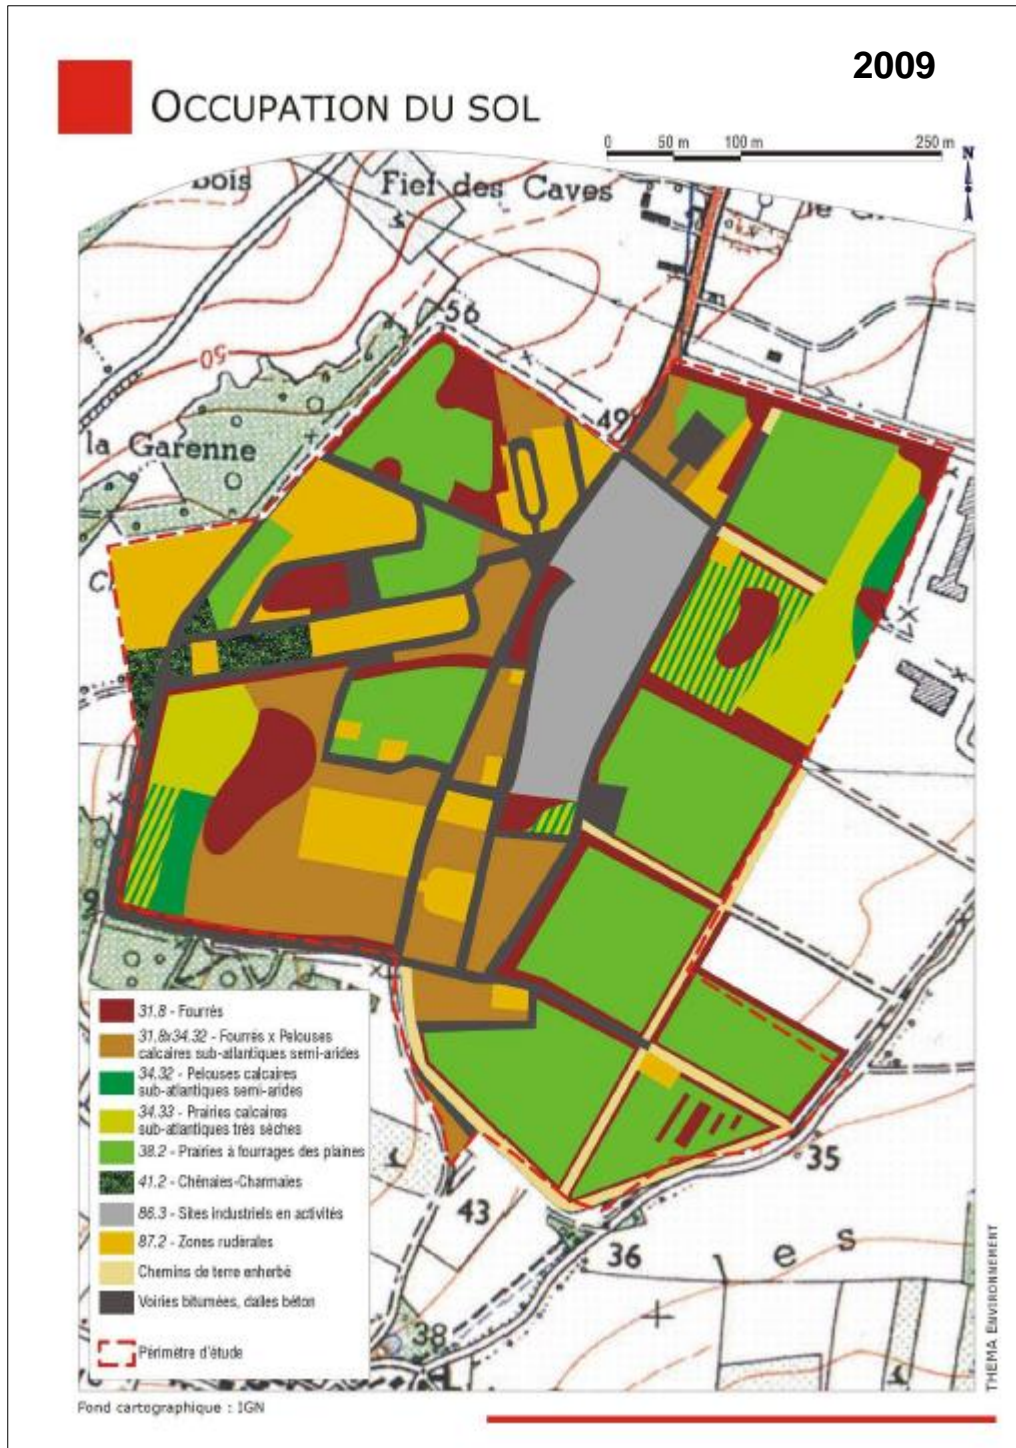 2009
OCCUPATION DU SOL
0 50 m 100 m 250 m
N
Bois
Fief des Caves
56
50
49
la Garenne
31.8 - Fourrés
31.8x34.32 - Fourrés x Pelouses
calcaires sub-atlantiques semi-arides
34.32 - Pelouses calcaires
sub-atlantiques semi-arides
34.33 - Prairies calcaires
sub-atlantiques très sèches
38.2 - Prairies à fourrages des plaines
41.2 - Chênaies-Charmaies
86.3 - Sites industriels en activités
87.2 - Zones rudérales
Chemins de terre enherbé
Voiries bitumées, dalles béton
Périmètre d'étude
35
43
36
e s
38
THEMA ENVIRONNEMENT
Fond cartographique : IGN